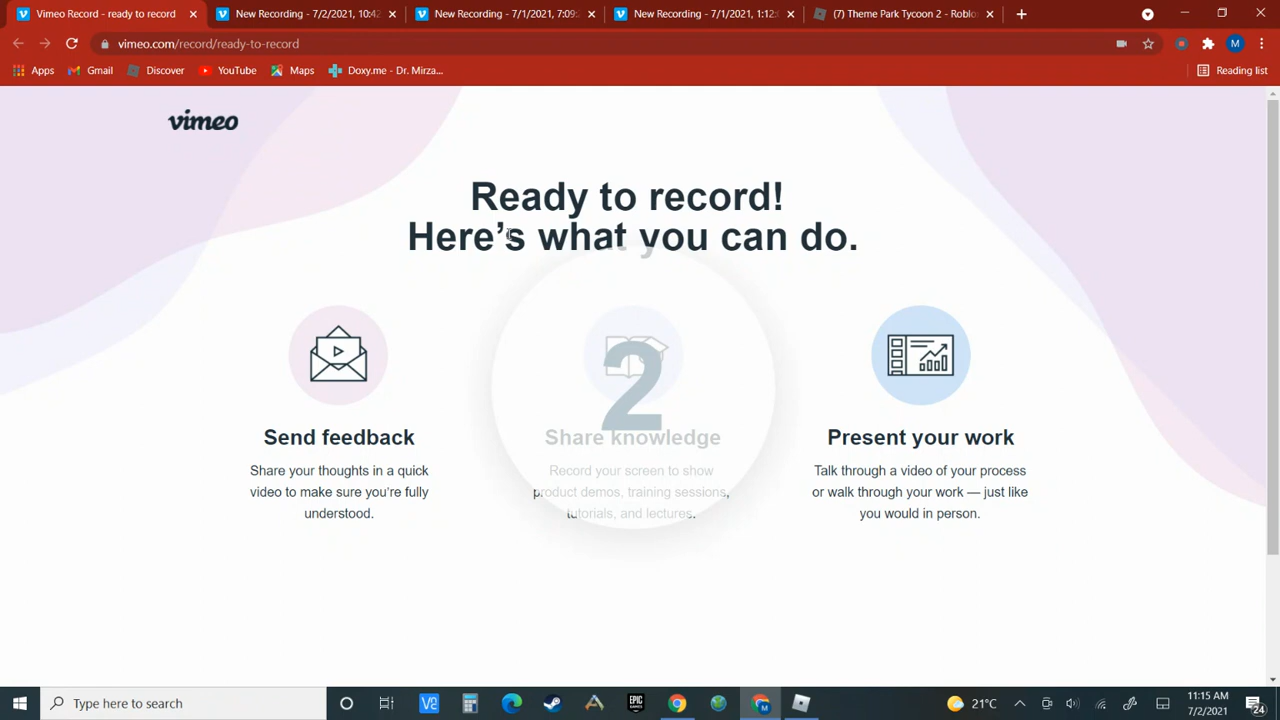 Vimeo Record - ready to record
New Recording - 7/2/2021, 10:42
New Recording - 7/1/2021, 7:09:
New Recording - 7/1/2021, 1:12:0
(7) Theme Park Tycoon 2 - Roblo
vimeo.com/record/ready-to-record
M
Apps
Gmail
Discover
YouTube
Maps
Doxy.me - Dr. Mirza...
Reading list
vimeo
Ready to record!
Here's what you can do.
2
Send feedback
Share your thoughts in a quick
video to make sure you're fully
understood.
Share knowledge
Record your screen to show
product demos, training sessions,
tutorials, and lectures.
Present your work
Talk through a video of your process
or walk through your work — just like
you would in person.
Type here to search
EPIC
GAMES
M
21°C
11:15 AM
7/2/2021
24